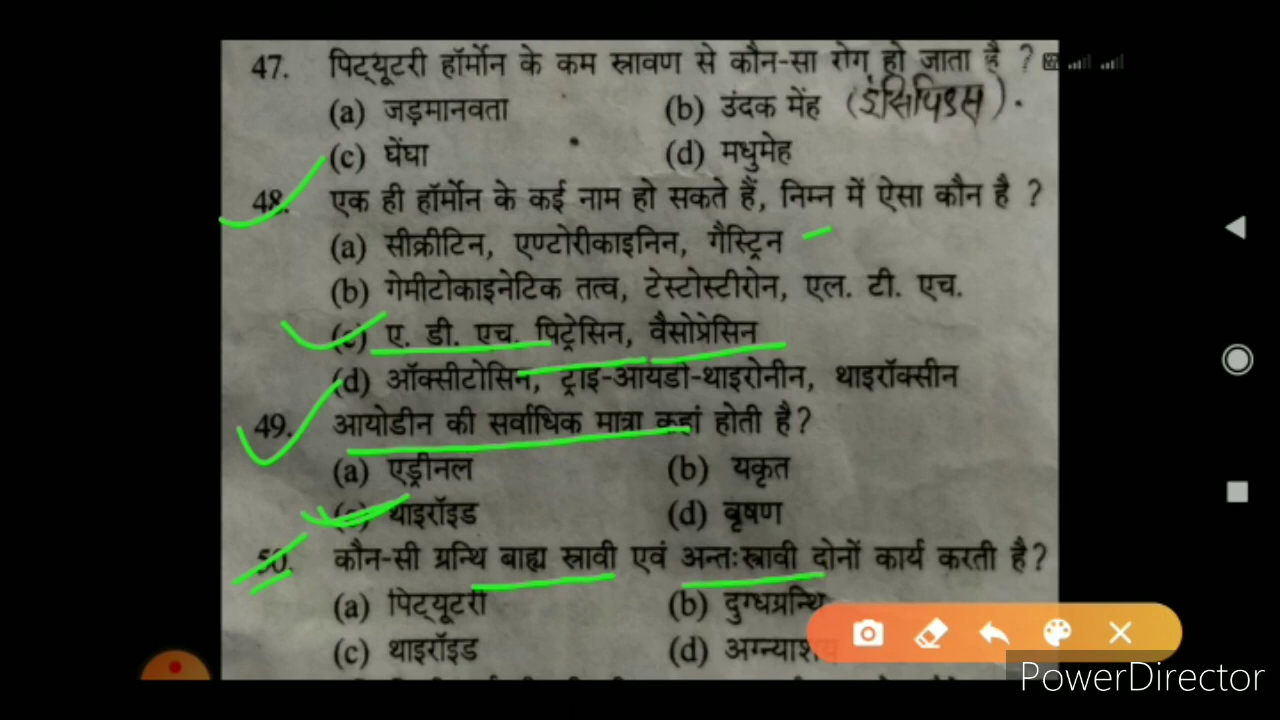 47. पिट्यूटरी हॉर्मोन के कम स्रावण से कौन-सा रोग हो जाता है ?
(a) जड़मानवता (b) उंदक मेंह (इंसिपिडस).
(c) घेंघा (d) मधुमेह
48. एक ही हॉर्मोन के कई नाम हो सकते हैं, निम्न में ऐसा कौन है ?
(a) सीक्रीटिन, एण्टोरीकाइनिन, गैस्ट्रिन
(b) गेमीटोकाइनेटिक तत्व, टेस्टोस्टीरोन, एल. टी. एच.
(c) ए. डी. एच. पिट्रेसिन, वैसोप्रेसिन
(d) ऑक्सीटोसिन, ट्राइ-आयडो-थाइरोनीन, थाइरॉक्सीन
49. आयोडीन की सर्वाधिक मात्रा कहां होती है?
(a) एड्रीनल (b) यकृत
(c) थाइरॉइड (d) वृषण
50. कौन-सी ग्रन्थि बाह्य स्रावी एवं अन्तःस्त्रावी दोनों कार्य करती है?
(a) पिट्यूटरी (b) दुग्धग्रन्थि
(c) थाइरॉइड (d) अग्न्याशय
PowerDirector